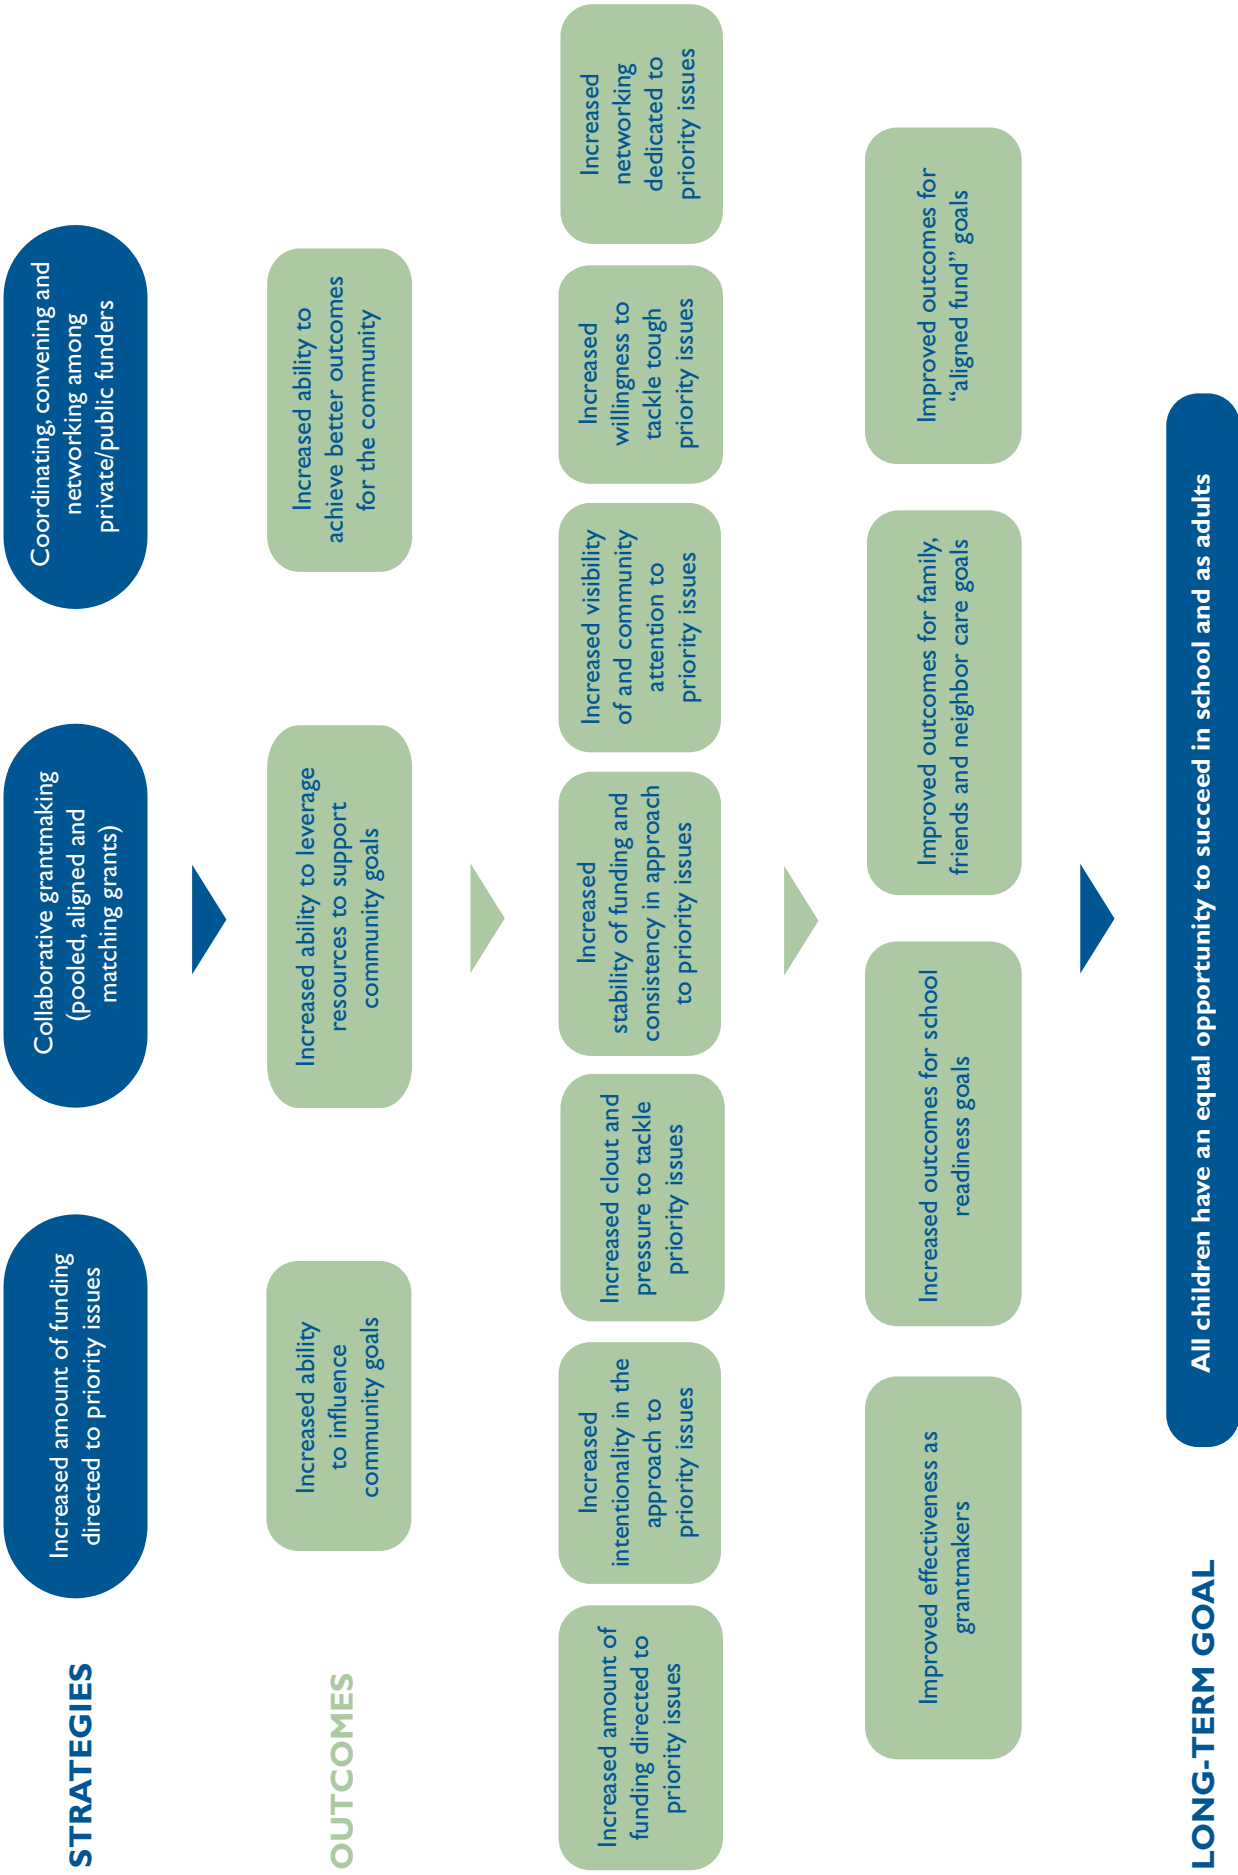 STRATEGIES
Increased amount of funding
directed to priority issues
Collaborative grantmaking
(pooled, aligned and
matching grants)
Coordinating, convening and
networking among
private/public funders
OUTCOMES
Increased ability
to influence
community goals
Increased ability to leverage
resources to support
community goals
Increased ability to
achieve better outcomes
for the community
Increased amount of
funding directed to
priority issues
Increased
intentionality in the
approach to
priority issues
Increased clout and
pressure to tackle
priority issues
Increased
stability of funding and
consistency in approach
to priority issues
Increased visibility
of and community
attention to
priority issues
Increased
willingness to
tackle tough
priority issues
Increased
networking
dedicated to
priority issues
Improved effectiveness as
grantmakers
Increased outcomes for school
readiness goals
Improved outcomes for family,
friends and neighbor care goals
Improved outcomes for
“aligned fund” goals
LONG-TERM GOAL
All children have an equal opportunity to succeed in school and as adults